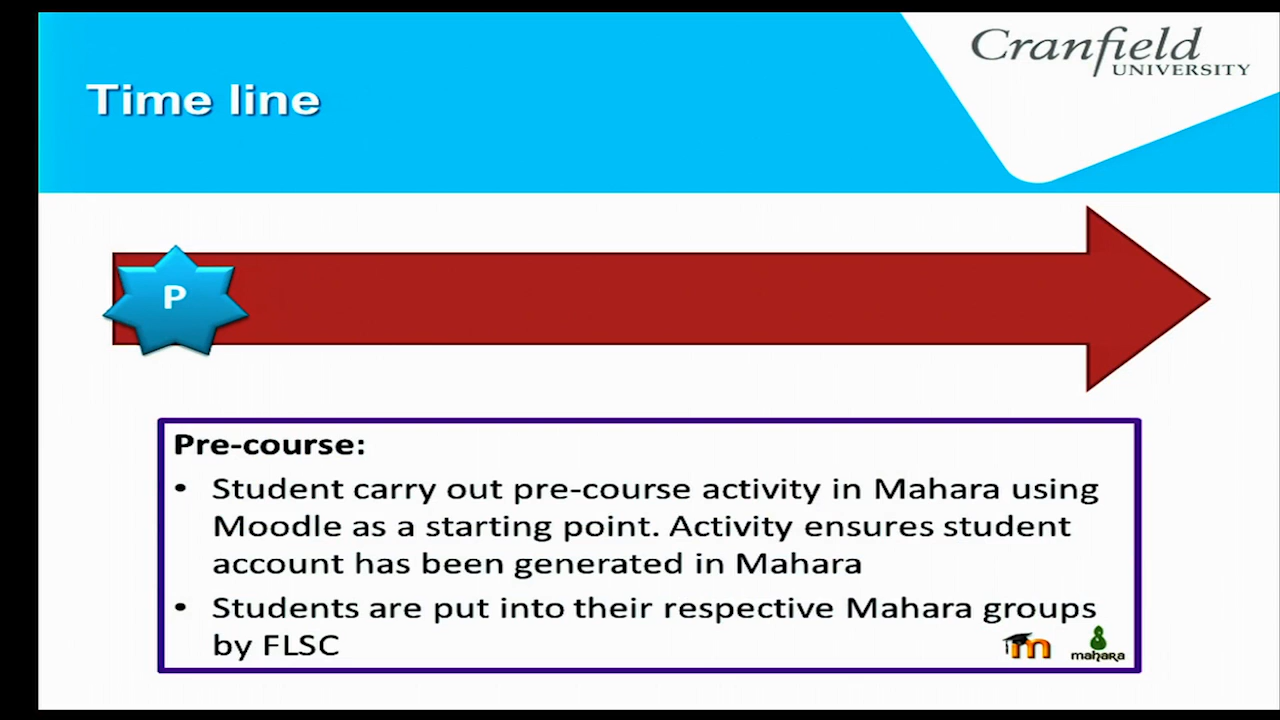 Cranfield
UNIVERSITY
Time line
P
Pre-course:
• Student carry out pre-course activity in Mahara using
Moodle as a starting point. Activity ensures student
account has been generated in Mahara
• Students are put into their respective Mahara groups
by FLSC
m
mahara